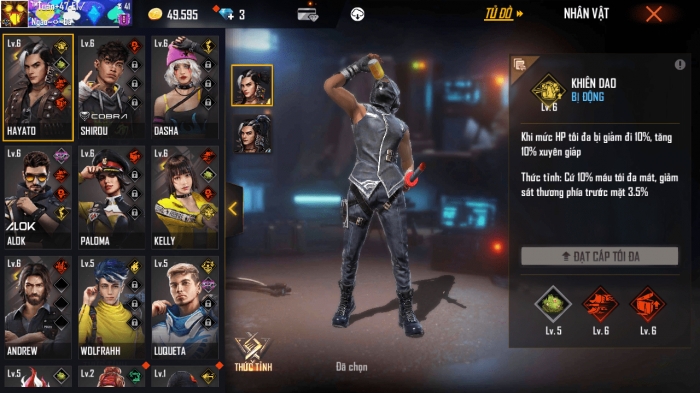 49.595
3
TỦ ĐỒ
NHÂN VẬT
Lv.6
HAYATO
Lv.6
COBRA
SHIROU
Lv.6
DASHA
Lv.6
ALOK
ALOK
Lv.6
PALOMA
Lv.6
KELLY
Lv.6
ANDREW
Lv.5
WOLFRAHH
Lv.5
LUQUETA
Lv.5
Lv.2
Lv.1
THỨC TỈNH
Đã chọn
Lv.6
KHIÊN DAO
BỊ ĐỘNG
Khi mức HP tối đa bị giảm đi 10%, tăng
10% xuyên giáp
Thức tỉnh: Cứ 10% máu tối đa mất, giảm
sát thương phía trước mặt 3.5%
ĐẠT CẤP TỐI ĐA
Lv.5
Lv.6
Lv.6